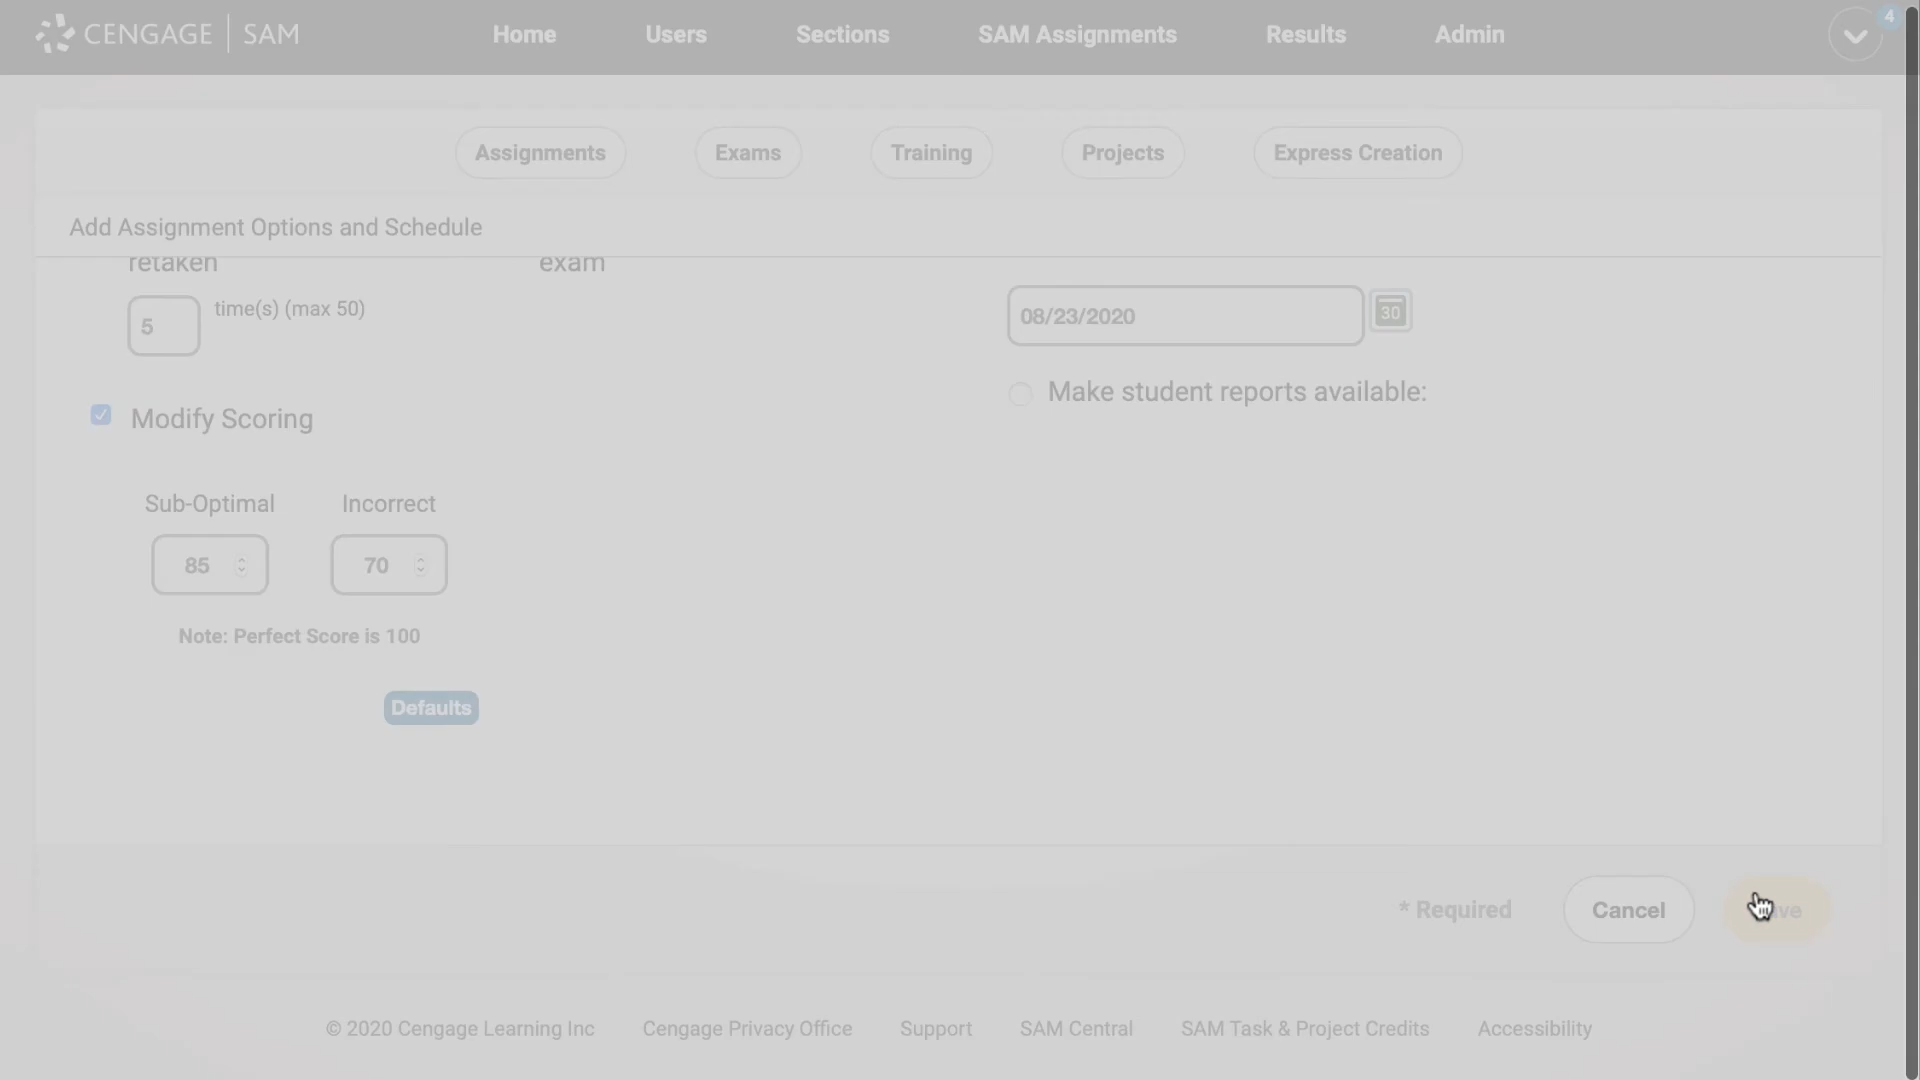 CENGAGE | SAM
Home Users Sections SAM Assignments Results Admin
4
Assignments Exams Training Projects Express Creation
Add Assignment Options and Schedule
retaken exam
5 time(s) (max 50)
08/23/2020 30
Make student reports available:
Modify Scoring
Sub-Optimal Incorrect
85 70
Note: Perfect Score is 100
Defaults
* Required Cancel
© 2020 Cengage Learning Inc Cengage Privacy Office Support SAM Central SAM Task & Project Credits Accessibility